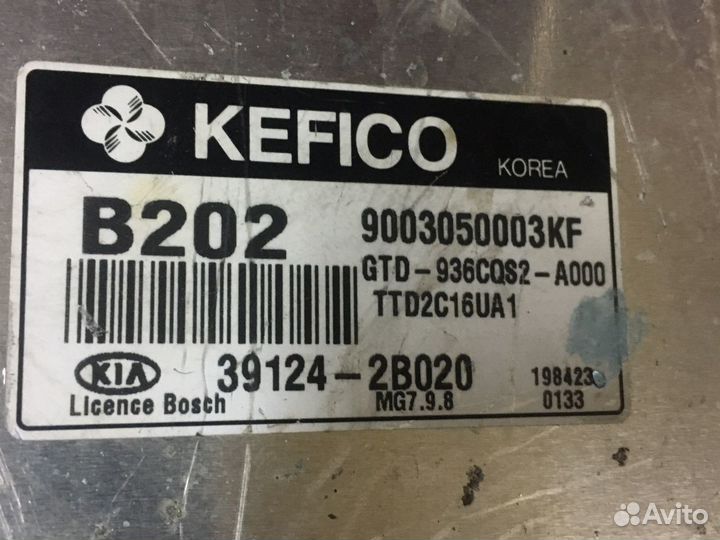 KEFICO KOREA
B202 9003050003KF
GTD-936CQS2-A000
TTD2C16UA1
KIA 39124-2B020 198423
Licence Bosch MG7.9.8 0133
Avito